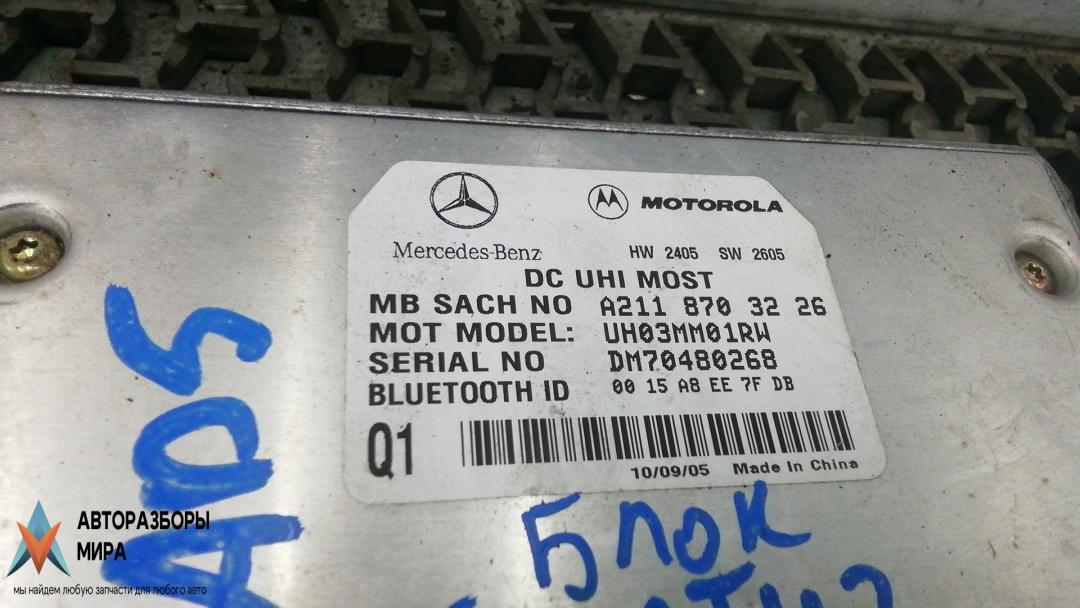 MOTOROLA
Mercedes-Benz
HW 2405 SW 2605
DC UHI MOST
MB SACH NO A211 870 32 26
MOT MODEL: UH03MM01RW
SERIAL NO DM70480268
BLUETOOTH ID 00 15 A8 EE 7F DB
Q1
10/09/05 Made In China
Блок
АВТОРАЗБОРЫ
МИРА
мы найдем любую запчасти для любого авто